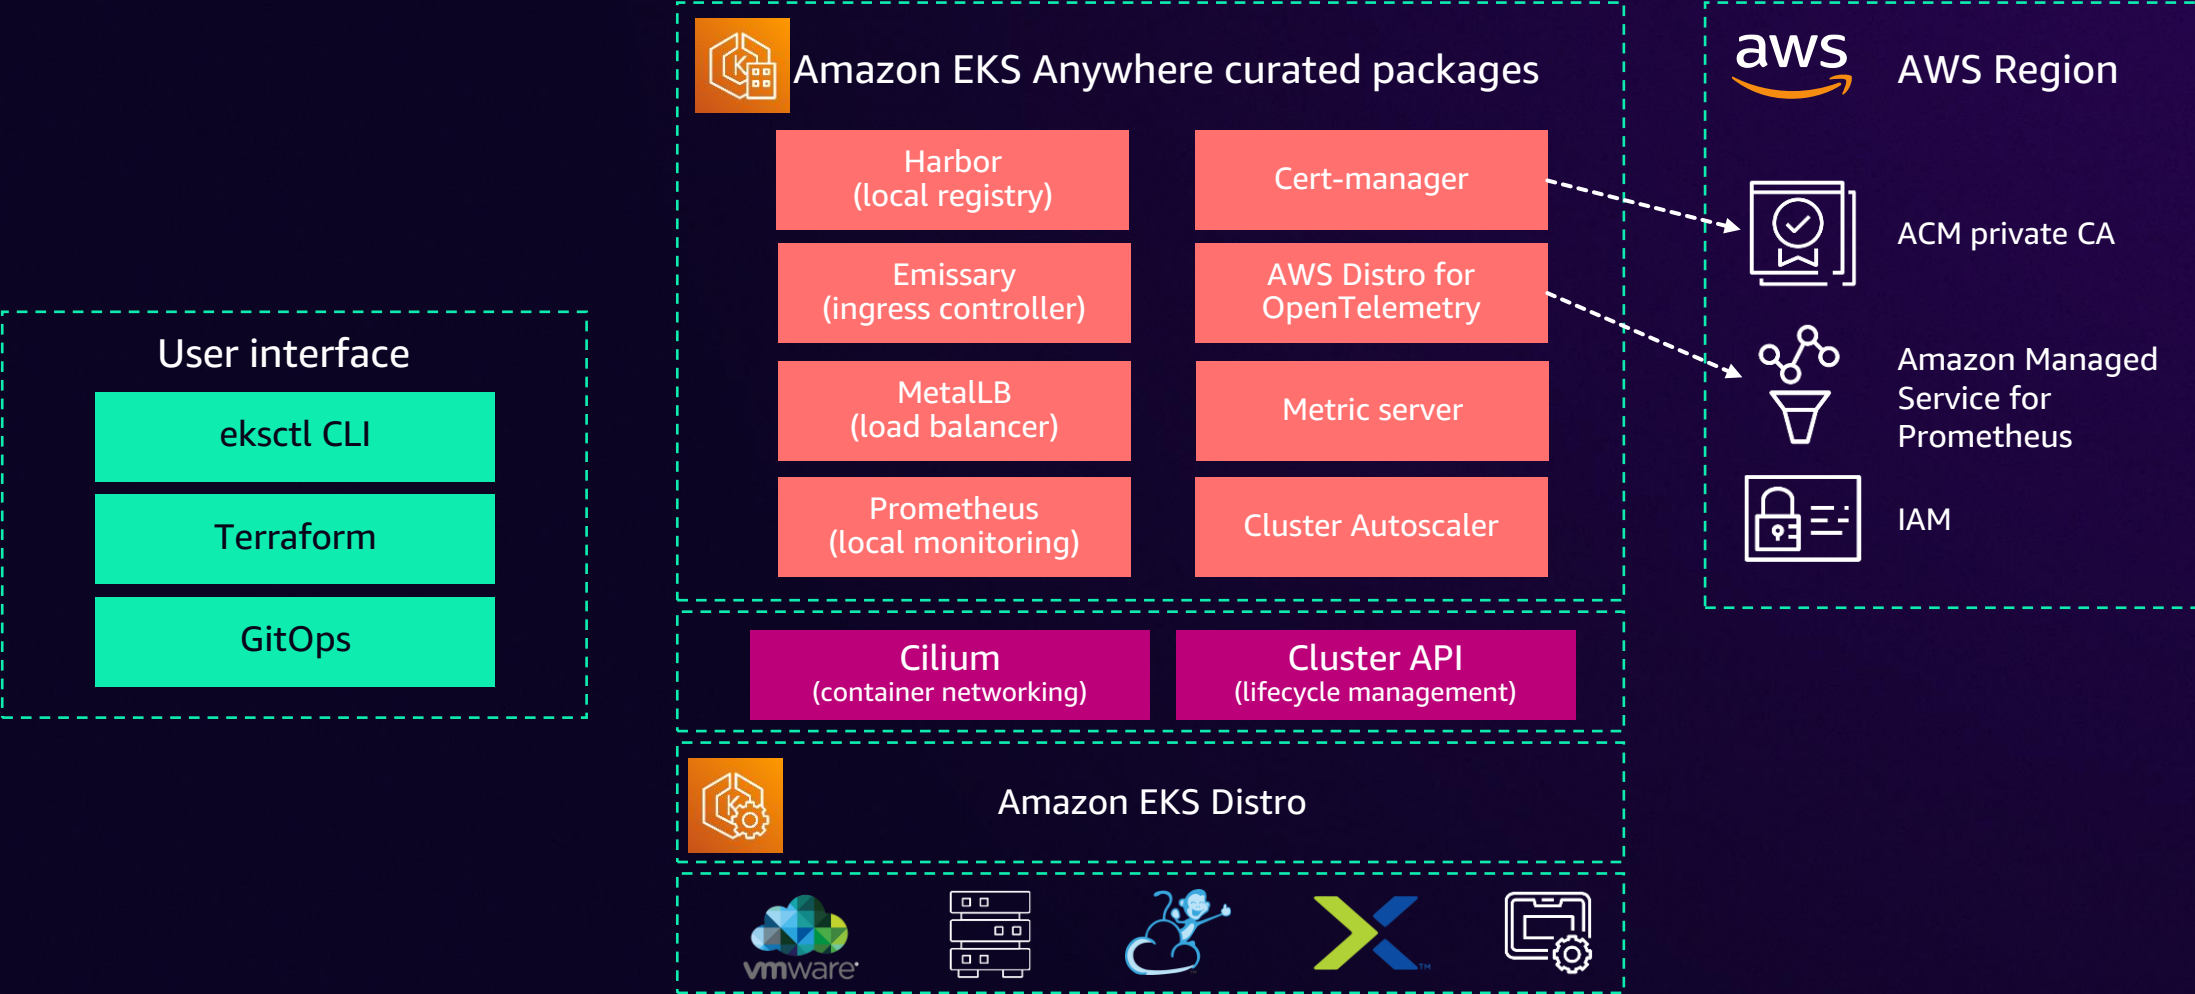 Amazon EKS Anywhere curated packages
Harbor
(local registry)
Cert-manager
Emissary
(ingress controller)
AWS Distro for
OpenTelemetry
MetalLB
(load balancer)
Metric server
Prometheus
(local monitoring)
Cluster Autoscaler
Cilium
(container networking)
Cluster API
(lifecycle management)
Amazon EKS Distro
vmware
User interface
eksctl CLI
Terraform
GitOps
aws
AWS Region
ACM private CA
Amazon Managed
Service for
Prometheus
IAM